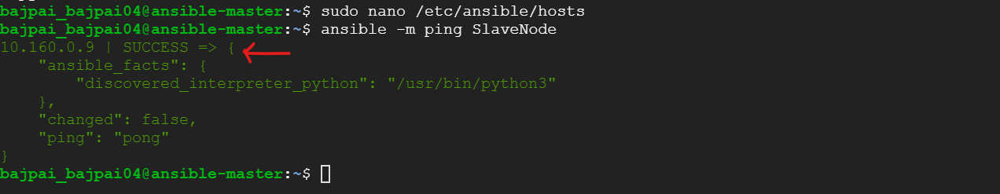 bajpai_bajpai04@ansible-master:~$ sudo nano /etc/ansible/hosts
bajpai_bajpai04@ansible-master:~$ ansible -m ping SlaveNode
10.160.0.9 | SUCCESS => {
    "ansible_facts": {
        "discovered_interpreter_python": "/usr/bin/python3"
    },
    "changed": false,
    "ping": "pong"
}
bajpai_bajpai04@ansible-master:~$